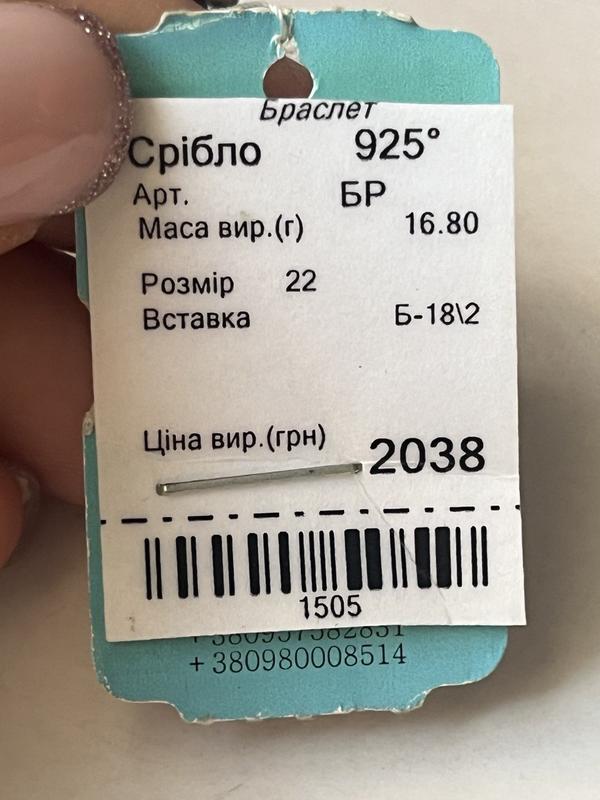 Браслет
Срібло 925°
Арт. БР
Маса вир.(г) 16.80
Розмір 22
Вставка Б-18\2
Ціна вир.(грн) 2038
1505
+380980008514